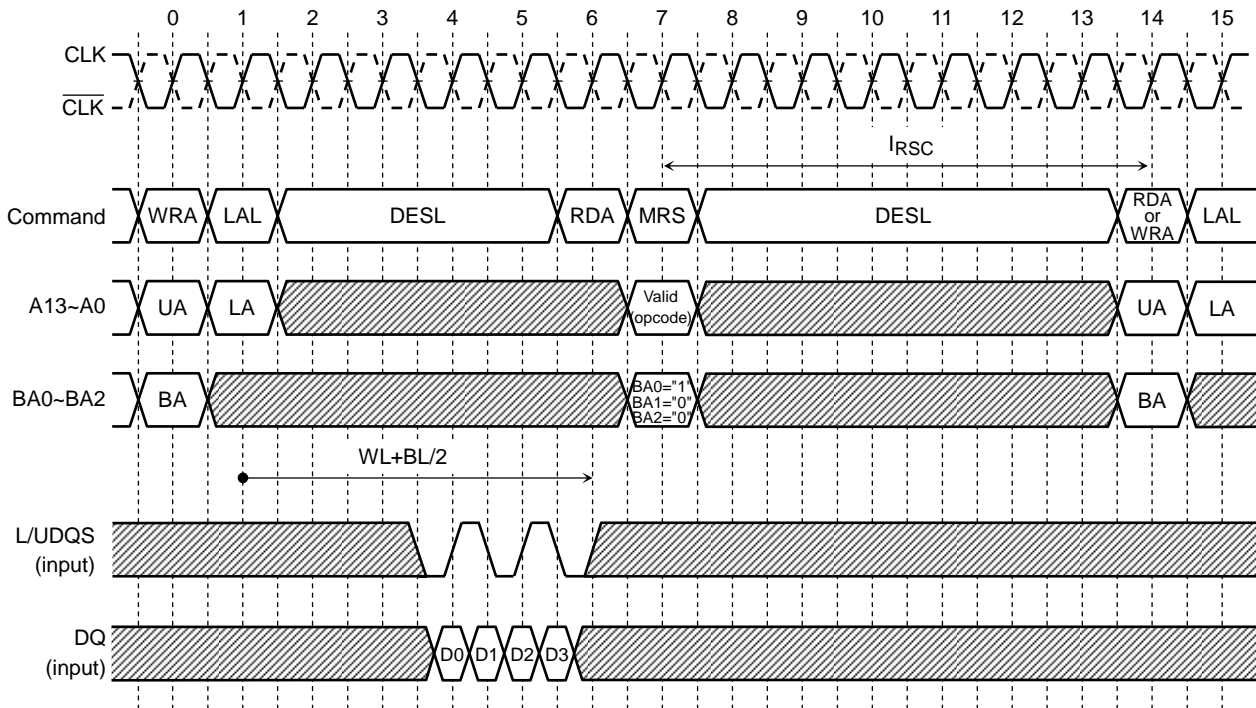 0 1 2 3 4 5 6 7 8 9 10 11 12 13 14 15
CLK
CLK
IRSC
Command
WRA
LAL
DESL
RDA
MRS
DESL
RDA
or
WRA
LAL
A13~A0
UA
LA
Valid
(opcode)
UA
LA
BA0~BA2
BA
BA0="1"
BA1="0"
BA2="0"
BA
WL+BL/2
L/UDQS
(input)
DQ
(input)
D0
D1
D2
D3